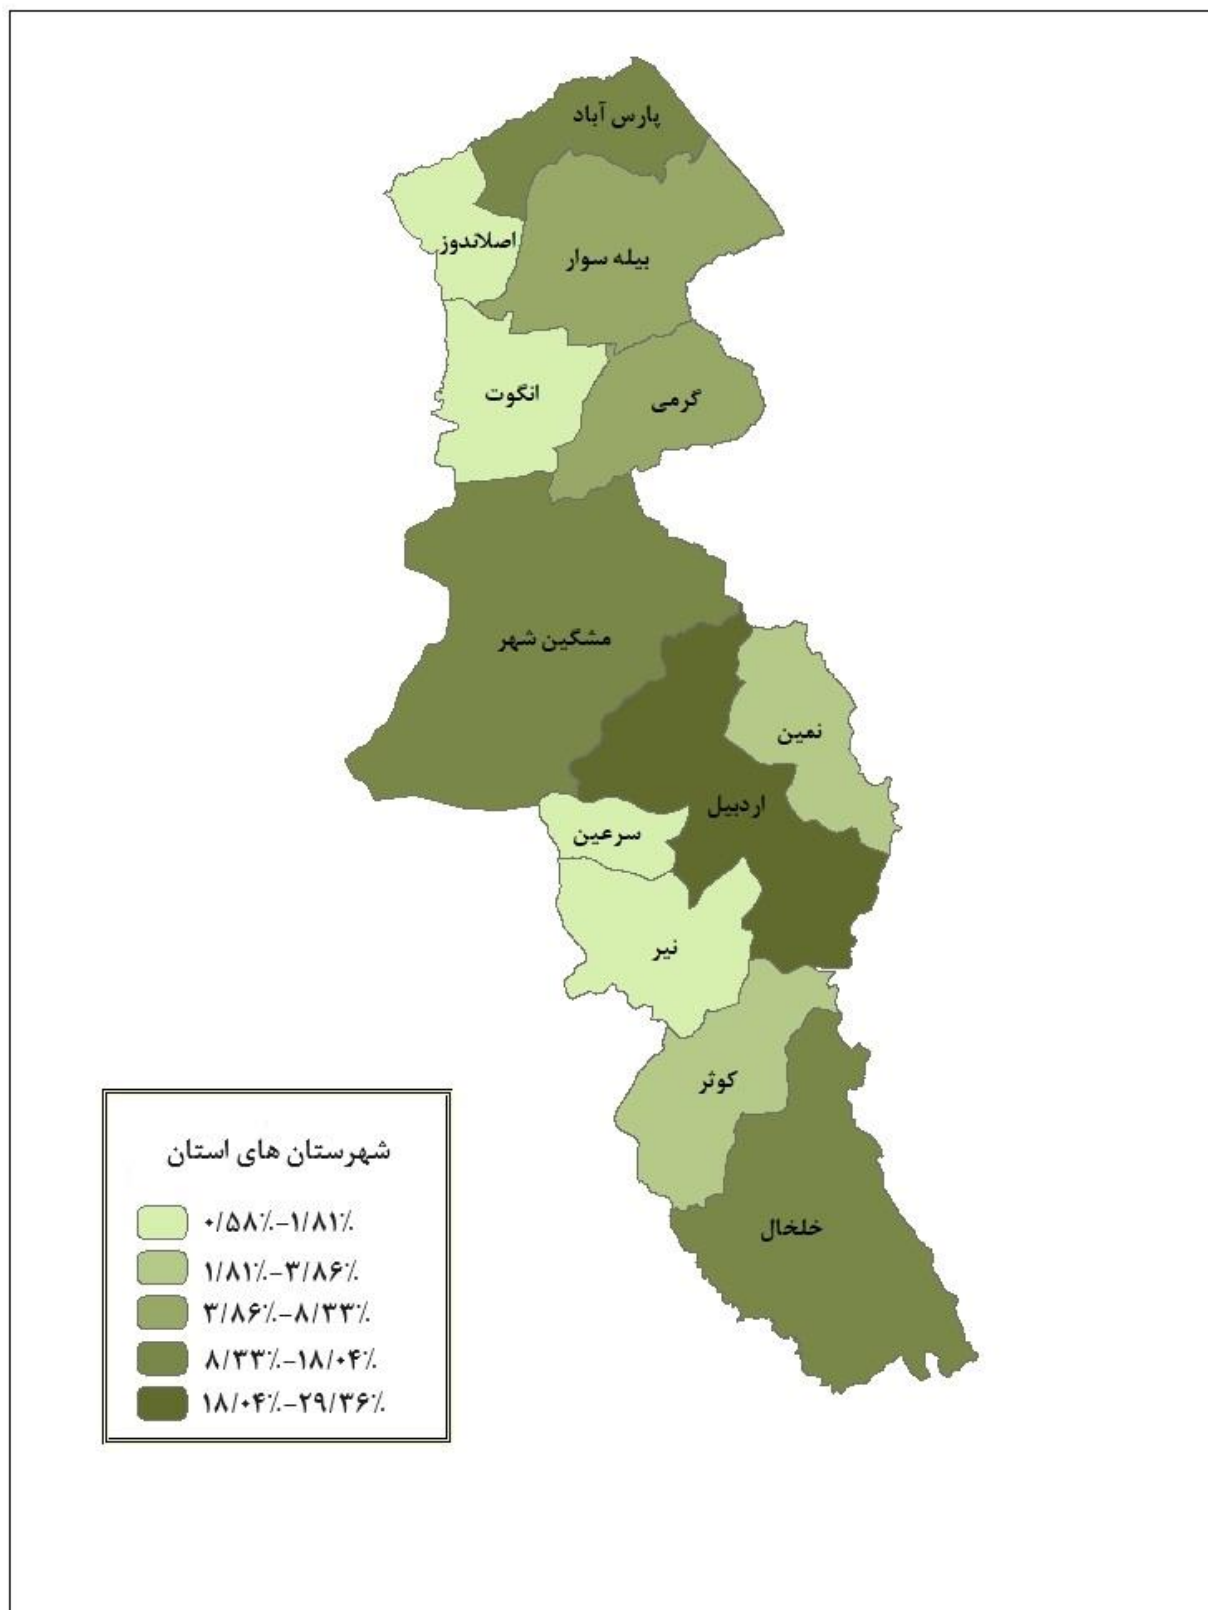 پارس آباد
اصلاندوز
بیله سوار
انگوت
گرمی
مشگین شهر
نمین
اردبیل
سرعین
نیر
کوثر
خلخال
شهرستان های استان
۰/۵۸٪-۱/۸۱٪
۱/۸۱٪-۳/۸۶٪
۳/۸۶٪-۸/۳۳٪
۸/۳۳٪-۱۸/۰۴٪
۱۸/۰۴٪-۲۹/۳۶٪